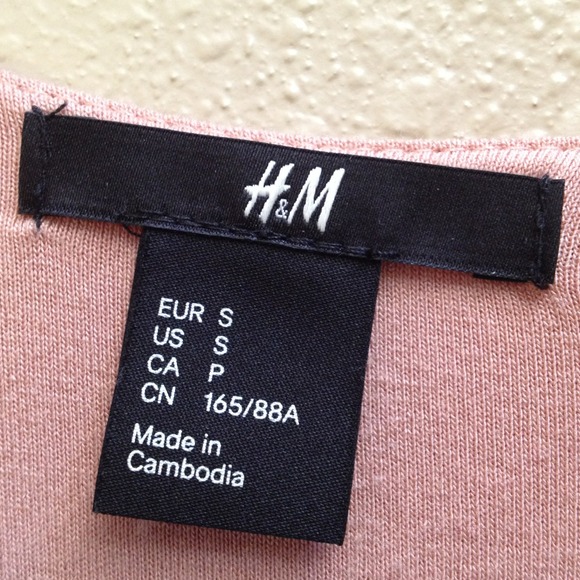 H&M
EUR S
US S
CA P
CN 165/88A
Made in
Cambodia